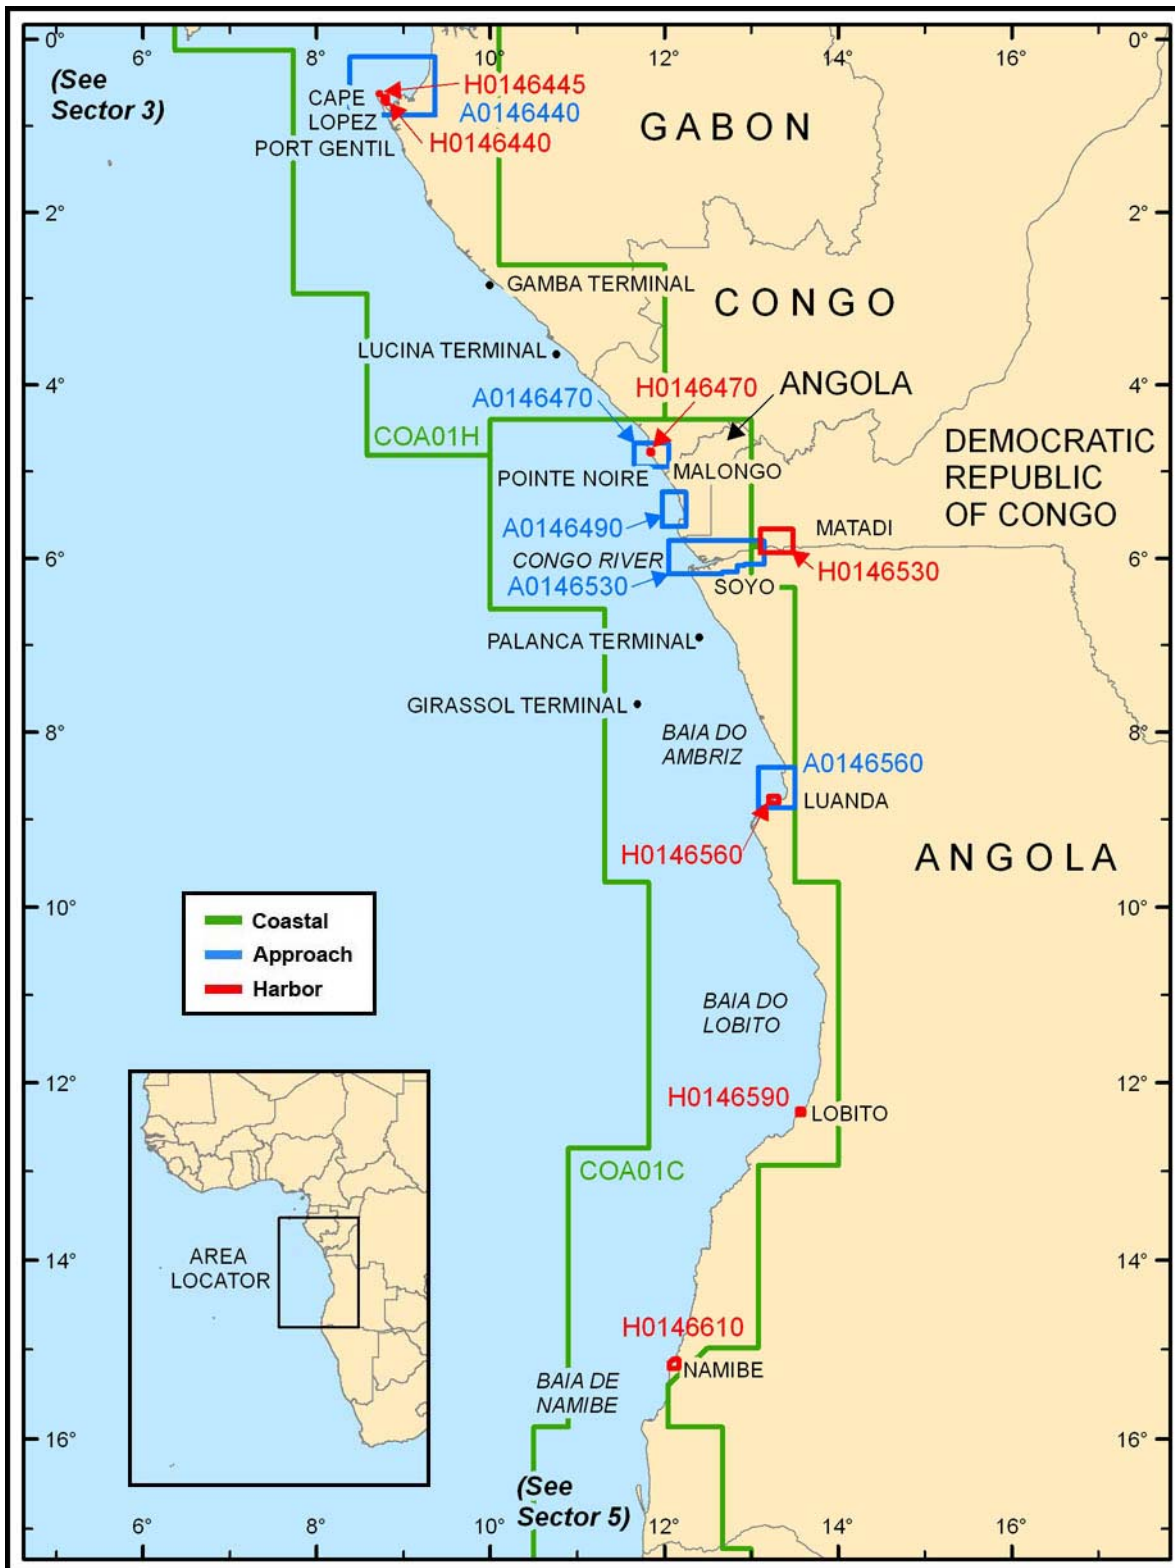 6° 8° 10° 12° 14° 16°
0° 0°
(See
Sector 3)
H0146445
CAPE
LOPEZ
A0146440
PORT GENTIL
H0146440
GABON
2° 2°
GAMBA TERMINAL
CONGO
LUCINA TERMINAL
4° 4°
A0146470
H0146470
ANGOLA
COA01H
DEMOCRATIC
REPUBLIC
OF CONGO
POINTE NOIRE
MALONGO
A0146490
MATADI
CONGO RIVER
6° 6°
A0146530
SOYO
H0146530
PALANCA TERMINAL
GIRASSOL TERMINAL
8° 8°
BAIA DO
AMBRIZ
A0146560
LUANDA
H0146560
ANGOLA
10° 10°
Coastal
Approach
Harbor
BAIA DO
LOBITO
12° 12°
H0146590
LOBITO
COA01C
14° 14°
AREA
LOCATOR
H0146610
NAMIBE
BAIA DE
NAMIBE
16° 16°
(See
Sector 5)
6° 8° 10° 12° 14° 16°